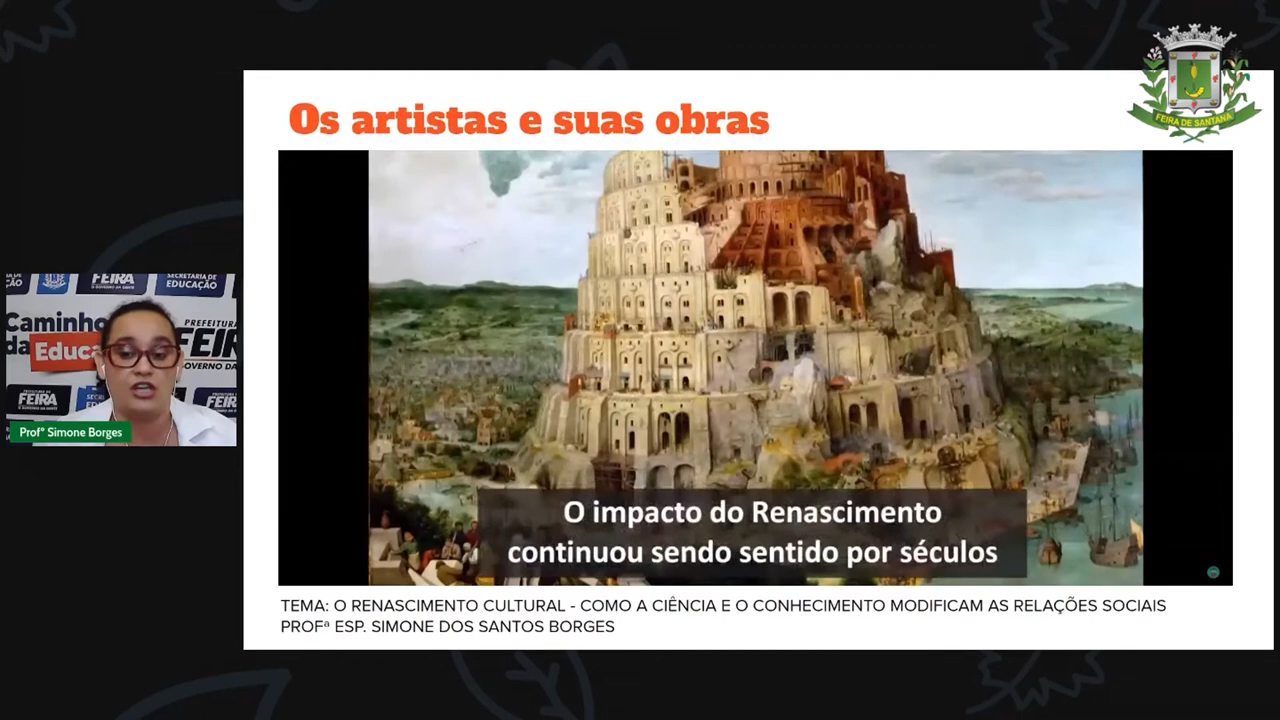 FEIRA DE SANTANA
Os artistas e suas obras
O impacto do Renascimento
continuou sendo sentido por séculos
FEIRA
SECRETARIA DE
EDUCAÇÃO
Caminho
da Educa
PREFEITURA
FEIRA
FEIRA
Profª Simone Borges
TEMA: O RENASCIMENTO CULTURAL - COMO A CIÊNCIA E O CONHECIMENTO MODIFICAM AS RELAÇÕES SOCIAIS
PROFª ESP. SIMONE DOS SANTOS BORGES